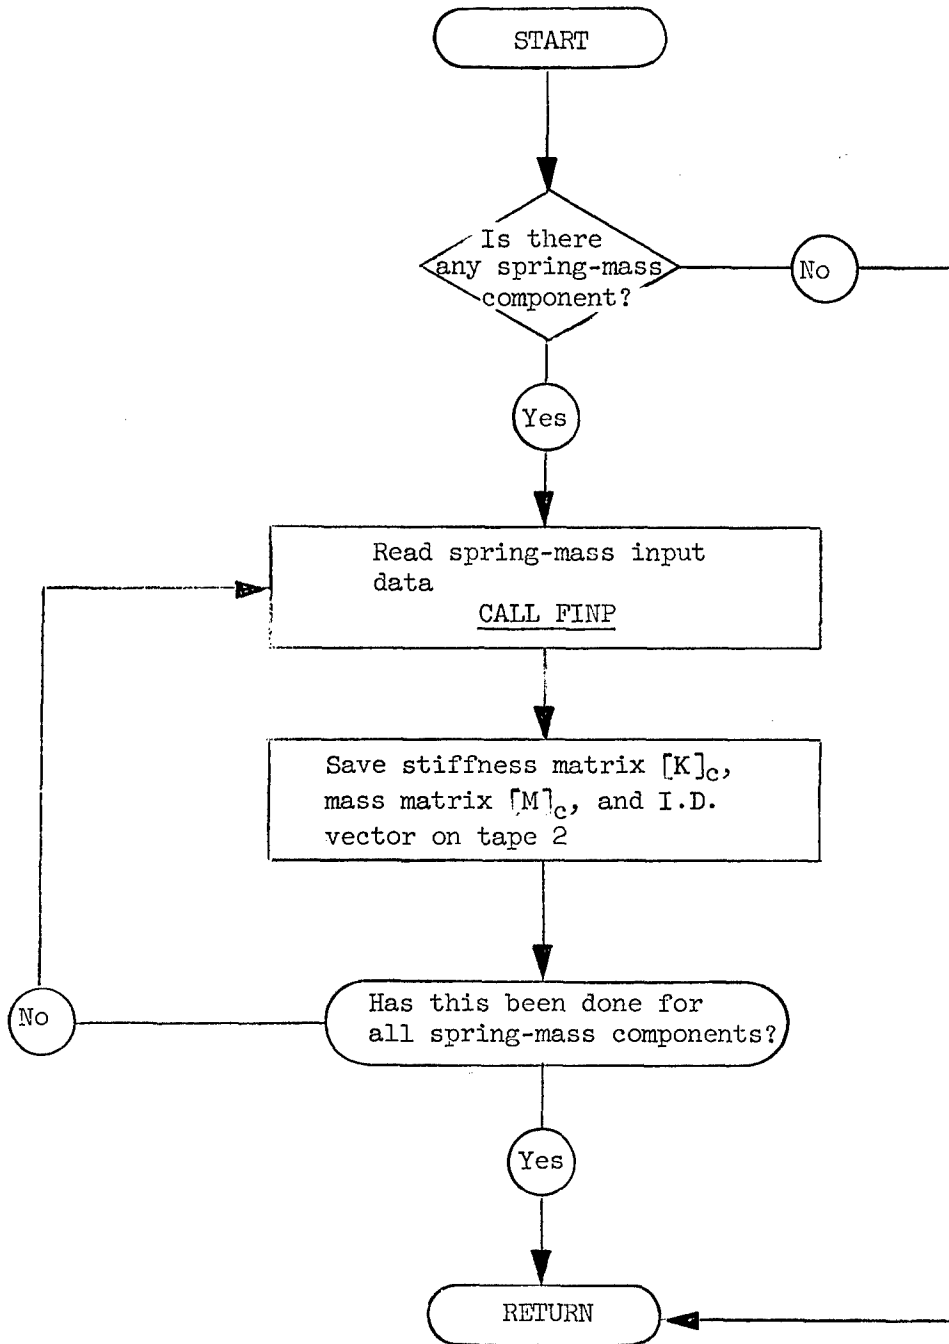 START
Is there
any spring-mass
component?
No
Yes
Read spring-mass input
data
CALL FINP
Save stiffness matrix [K]c,
mass matrix [M]c, and I.D.
vector on tape 2
Has this been done for
all spring-mass components?
No
Yes
RETURN